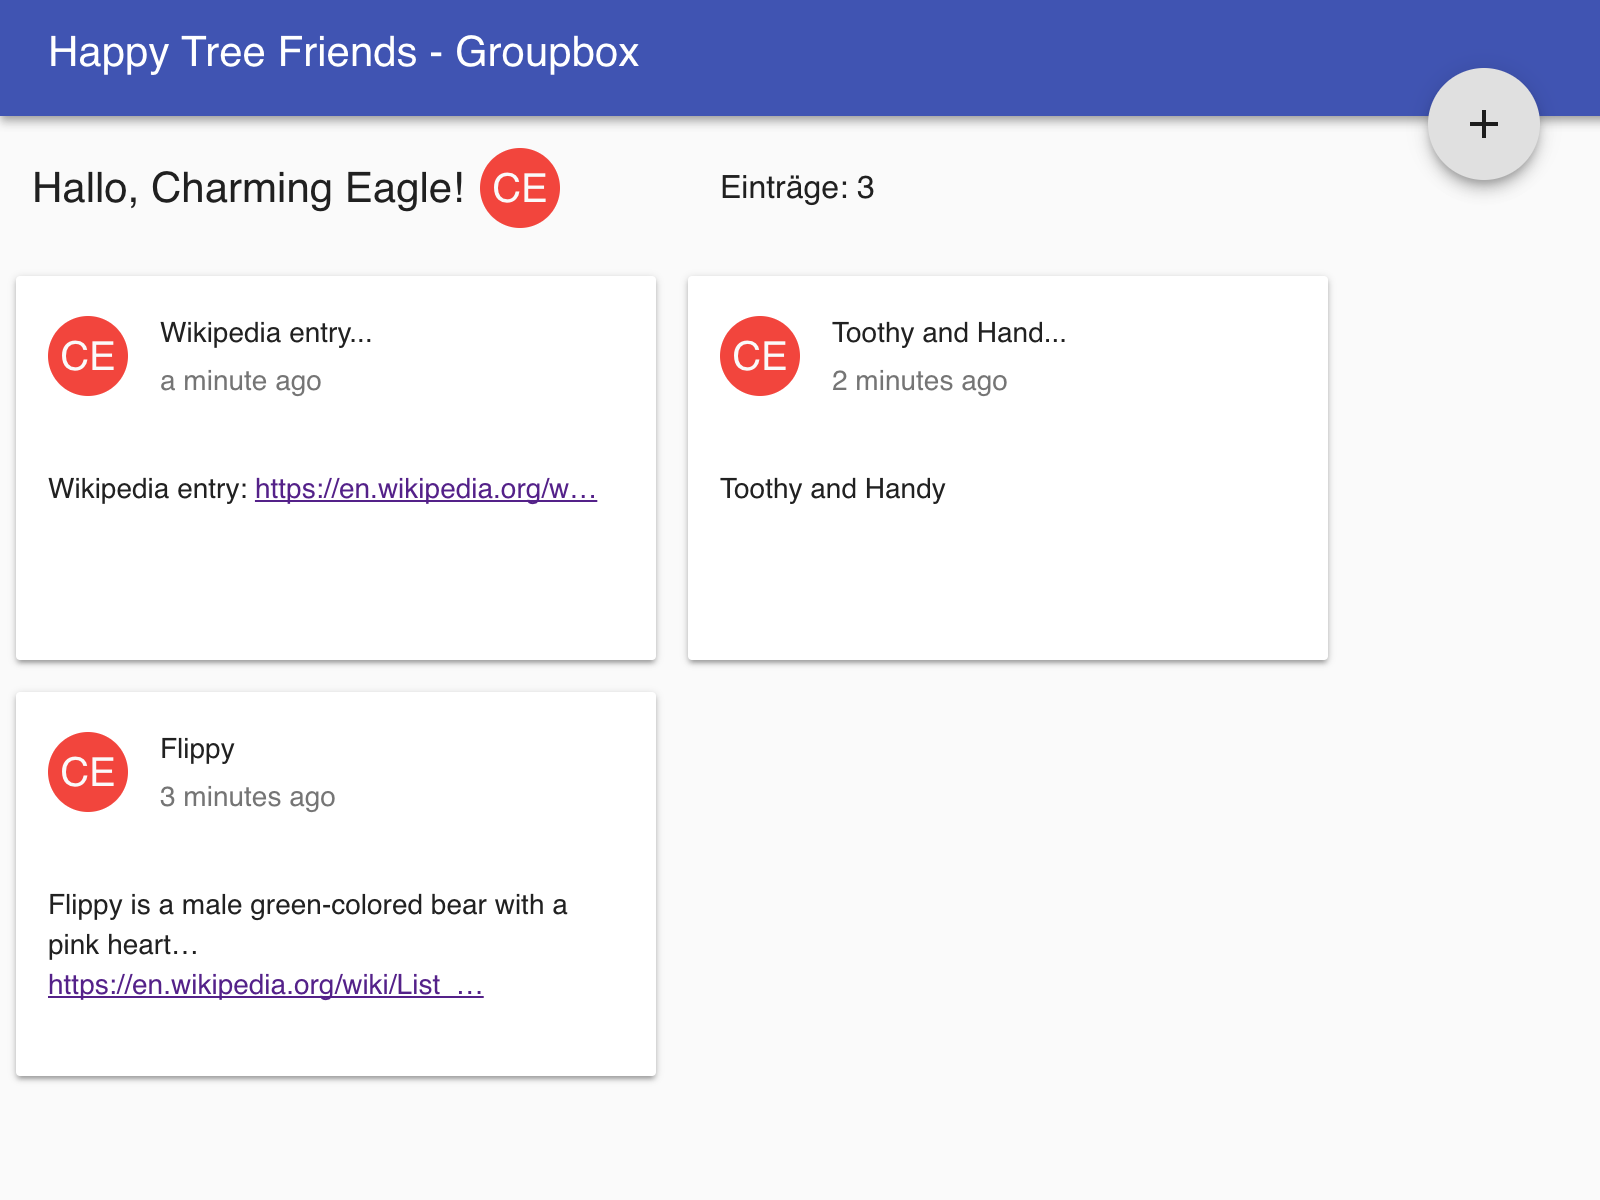 Happy Tree Friends - Groupbox
+
Hallo, Charming Eagle! CE
Einträge: 3
CE
Wikipedia entry...
a minute ago
Wikipedia entry: https://en.wikipedia.org/w…
CE
Toothy and Hand...
2 minutes ago
Toothy and Handy
CE
Flippy
3 minutes ago
Flippy is a male green-colored bear with a
pink heart…
https://en.wikipedia.org/wiki/List_…